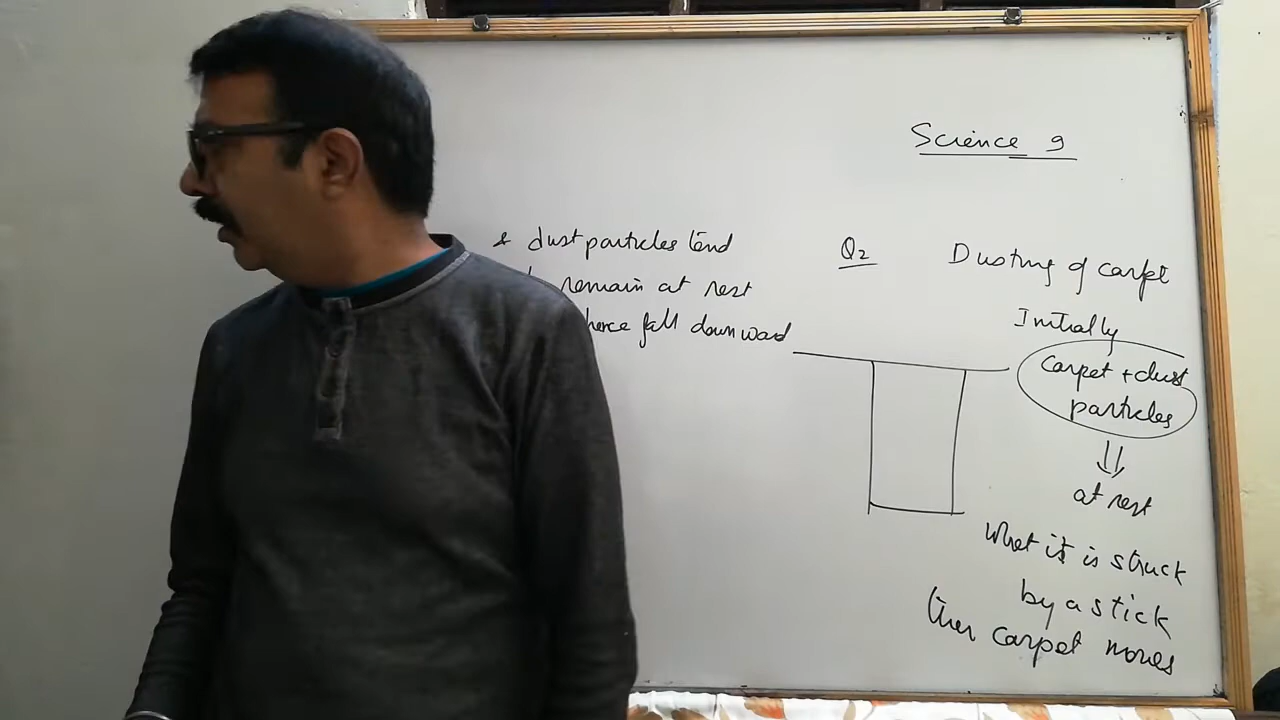 Science 9
Q2
Dusting of carpet
Initially
carpet + dust
particles
at rest
When it is struck
by a stick
then carpet moves
& dust particles tend
remain at rest
hence fall downward